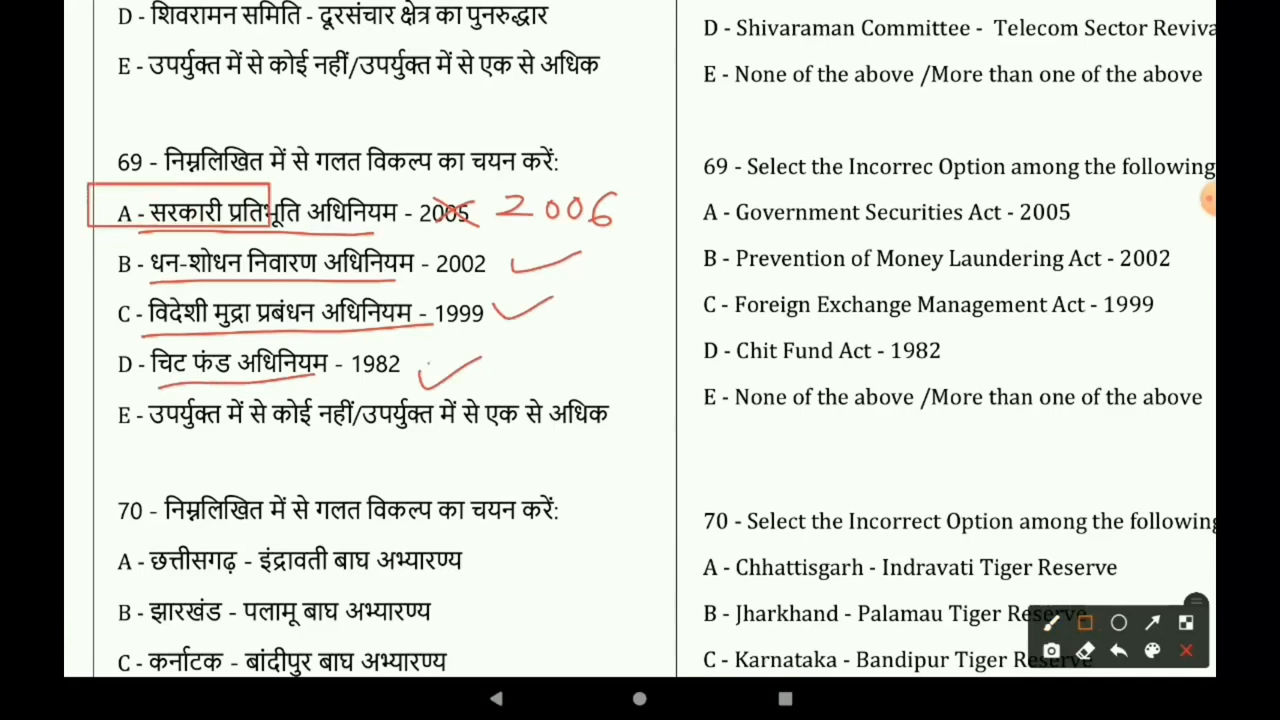 D - शिवरामन समिति - दूरसंचार क्षेत्र का पुनरुद्धार
E - उपर्युक्त में से कोई नहीं/उपर्युक्त में से एक से अधिक
69 - निम्नलिखित में से गलत विकल्प का चयन करें:
A - सरकारी प्रतिभूति अधिनियम - 2005 2006
B - धन-शोधन निवारण अधिनियम - 2002
C - विदेशी मुद्रा प्रबंधन अधिनियम - 1999
D - चिट फंड अधिनियम - 1982
E - उपर्युक्त में से कोई नहीं/उपर्युक्त में से एक से अधिक
70 - निम्नलिखित में से गलत विकल्प का चयन करें:
A - छत्तीसगढ़ - इंद्रावती बाघ अभ्यारण्य
B - झारखंड - पलामू बाघ अभ्यारण्य
C - कर्नाटक - बांदीपुर बाघ अभ्यारण्य
D - Shivaraman Committee - Telecom Sector Reviva
E - None of the above /More than one of the above
69 - Select the Incorrec Option among the following
A - Government Securities Act - 2005
B - Prevention of Money Laundering Act - 2002
C - Foreign Exchange Management Act - 1999
D - Chit Fund Act - 1982
E - None of the above /More than one of the above
70 - Select the Incorrect Option among the following
A - Chhattisgarh - Indravati Tiger Reserve
B - Jharkhand - Palamau Tiger Reserve
C - Karnataka - Bandipur Tiger Reserve